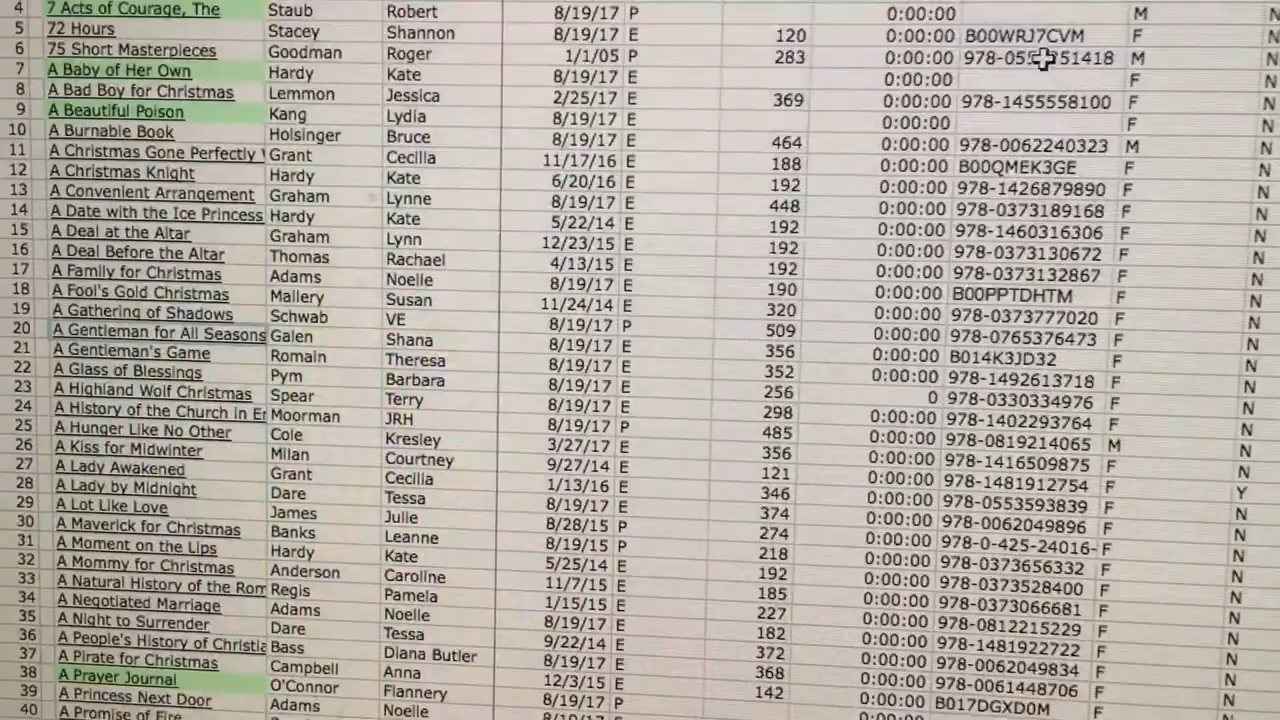 4 7 Acts of Courage, The Staub Robert 8/19/17 P 0:00:00 M N
5 72 Hours Stacey Shannon 8/19/17 E 120 0:00:00 B00WRJ7CVM F N
6 75 Short Masterpieces Goodman Roger 1/1/05 P 283 0:00:00 M N
7 A Baby of Her Own Hardy Kate 8/19/17 E 0:00:00 F N
8 A Bad Boy for Christmas Lemmon Jessica 2/25/17 E 369 0:00:00 978-1455558100 F N
9 A Beautiful Poison Kang Lydia 8/19/17 E 0:00:00 F N
10 A Burnable Book Holsinger Bruce 8/19/17 E 464 0:00:00 978-0062240323 M N
11 A Christmas Gone Perfectly Grant Cecilia 11/17/16 E 188 0:00:00 B00QMEK3GE F N
12 A Christmas Knight Hardy Kate 6/20/16 E 192 0:00:00 978-1426879890 F N
13 A Convenient Arrangement Graham Lynne 8/19/17 E 448 0:00:00 978-0373189168 F N
14 A Date with the Ice Princess Hardy Kate 5/22/14 E 192 0:00:00 978-1460316306 F N
15 A Deal at the Altar Graham Lynn 12/23/15 E 192 0:00:00 978-0373130672 F N
16 A Deal Before the Altar Thomas Rachael 4/13/15 E 192 0:00:00 978-0373132867 F N
17 A Family for Christmas Adams Noelle 8/19/17 E 190 0:00:00 B00PPTDHTM F N
18 A Fool's Gold Christmas Mallery Susan 11/24/14 E 320 0:00:00 978-0373777020 F N
19 A Gathering of Shadows Schwab VE 8/19/17 P 509 0:00:00 978-0765376473 F N
20 A Gentleman for All Seasons Galen Shana 8/19/17 E 356 0:00:00 B014K3JD32 F N
21 A Gentleman's Game Romain Theresa 8/19/17 E 352 0:00:00 978-1492613718 F N
22 A Glass of Blessings Pym Barbara 8/19/17 E 256 0 978-0330334976 F N
23 A Highland Wolf Christmas Spear Terry 8/19/17 E 298 0:00:00 978-1402293764 F N
24 A History of the Church in En Moorman JRH 8/19/17 P 485 0:00:00 978-0819214065 M N
25 A Hunger Like No Other Cole Kresley 3/27/17 E 356 0:00:00 978-1416509875 F N
26 A Kiss for Midwinter Milan Courtney 9/27/14 E 121 0:00:00 978-1481912754 F Y
27 A Lady Awakened Grant Cecilia 1/13/16 E 346 0:00:00 978-0553593839 F N
28 A Lady by Midnight Dare Tessa 8/19/17 E 374 0:00:00 978-0062049896 F N
29 A Lot Like Love James Julie 8/28/15 P 274 0:00:00 978-0-425-24016- F N
30 A Maverick for Christmas Banks Leanne 8/19/15 P 218 0:00:00 978-0373656332 F N
31 A Moment on the Lips Hardy Kate 5/25/14 E 192 0:00:00 978-0373528400 F N
32 A Mommy for Christmas Anderson Caroline 11/7/15 E 185 0:00:00 978-0373066681 F N
33 A Natural History of the Rom Regis Pamela 1/15/15 E 227 0:00:00 978-0812215229 F N
34 A Negotiated Marriage Adams Noelle 8/19/17 E 182 0:00:00 978-1481922722 F N
35 A Night to Surrender Dare Tessa 9/22/14 E 372 0:00:00 978-0062049834 F N
36 A People's History of Christia Bass Diana Butler 8/19/17 E 368 0:00:00 978-0061448706 F N
37 A Pirate for Christmas Campbell Anna 12/3/15 E 142 0:00:00 B017DGXD0M F N
38 A Prayer Journal O'Connor Flannery 8/19/17 P
39 A Princess Next Door Adams Noelle
40 A Promise of Fire